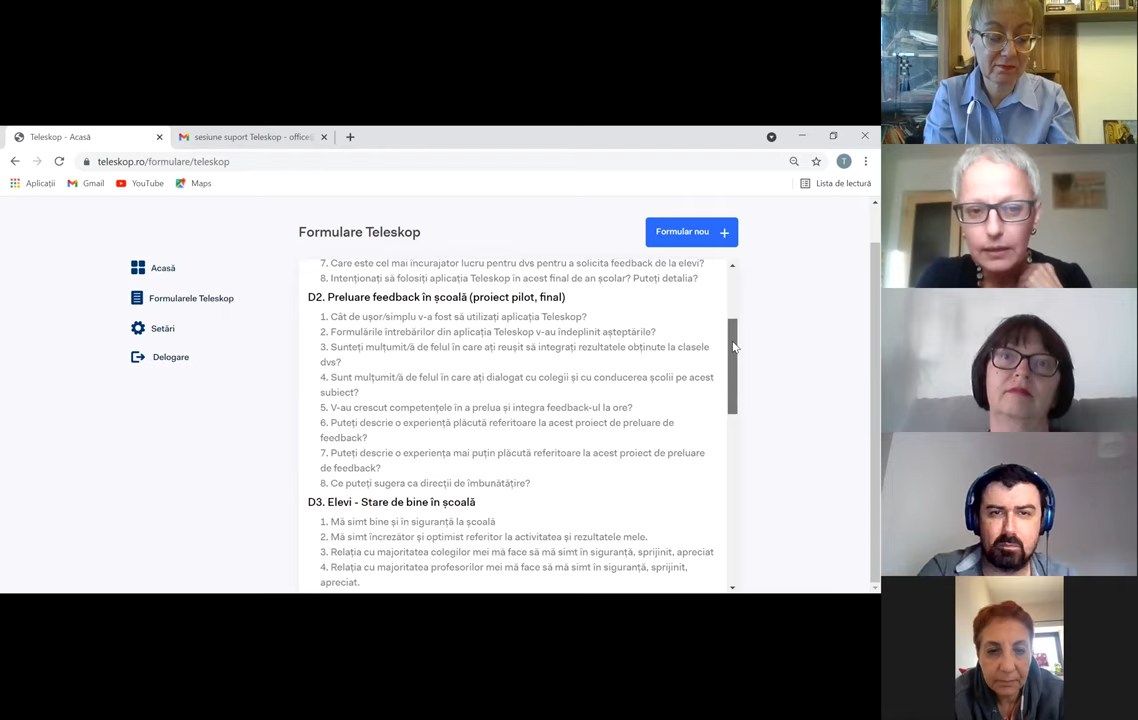 Teleskop - Acasă
sesiune suport Teleskop - office@
teleskop.ro/formulare/teleskop
T
Aplicații
Gmail
YouTube
Maps
Lista de lectură
Formulare Teleskop
Formular nou +
Acasă
Formularele Teleskop
Setări
Delogare
7. Care este cel mai încurajator lucru pentru dvs pentru a solicita feedback de la elevi?
8. Intenționați să folosiți aplicația Teleskop în acest final de an școlar? Puteți detalia?
D2. Preluare feedback în școală (proiect pilot, final)
1. Cât de ușor/simplu v-a fost să utilizați aplicația Teleskop?
2. Formulările întrebărilor din aplicația Teleskop v-au îndeplinit așteptările?
3. Sunteți mulțumit/ă de felul în care ați reușit să integrați rezultatele obținute la clasele
dvs?
4. Sunt mulțumit/ă de felul în care ați dialogat cu colegii și cu conducerea școlii pe acest
subiect?
5. V-au crescut competențele în a prelua și integra feedback-ul la ore?
6. Puteți descrie o experiență plăcută referitoare la acest proiect de preluare de
feedback?
7. Puteți descrie o experiența mai puțin plăcută referitoare la acest proiect de preluare
de feedback?
8. Ce puteți sugera ca direcții de îmbunătățire?
D3. Elevi - Stare de bine în școală
1. Mă simt bine și în siguranță la școală
2. Mă simt încrezător și optimist referitor la activitatea și rezultatele mele.
3. Relația cu majoritatea colegilor mei mă face să mă simt în siguranță, sprijinit, apreciat
4. Relația cu majoritatea profesorilor mei mă face să mă simt în siguranță, sprijinit,
apreciat.